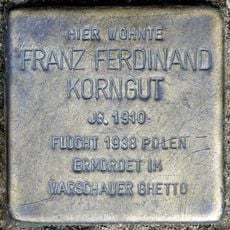 HIER WOHNTE
FRANZ FERDINAND
KORNGUT
JG. 1910
FLUCHT 1938 POLEN
ERMORDET IM
WARSCHAUER GHETTO